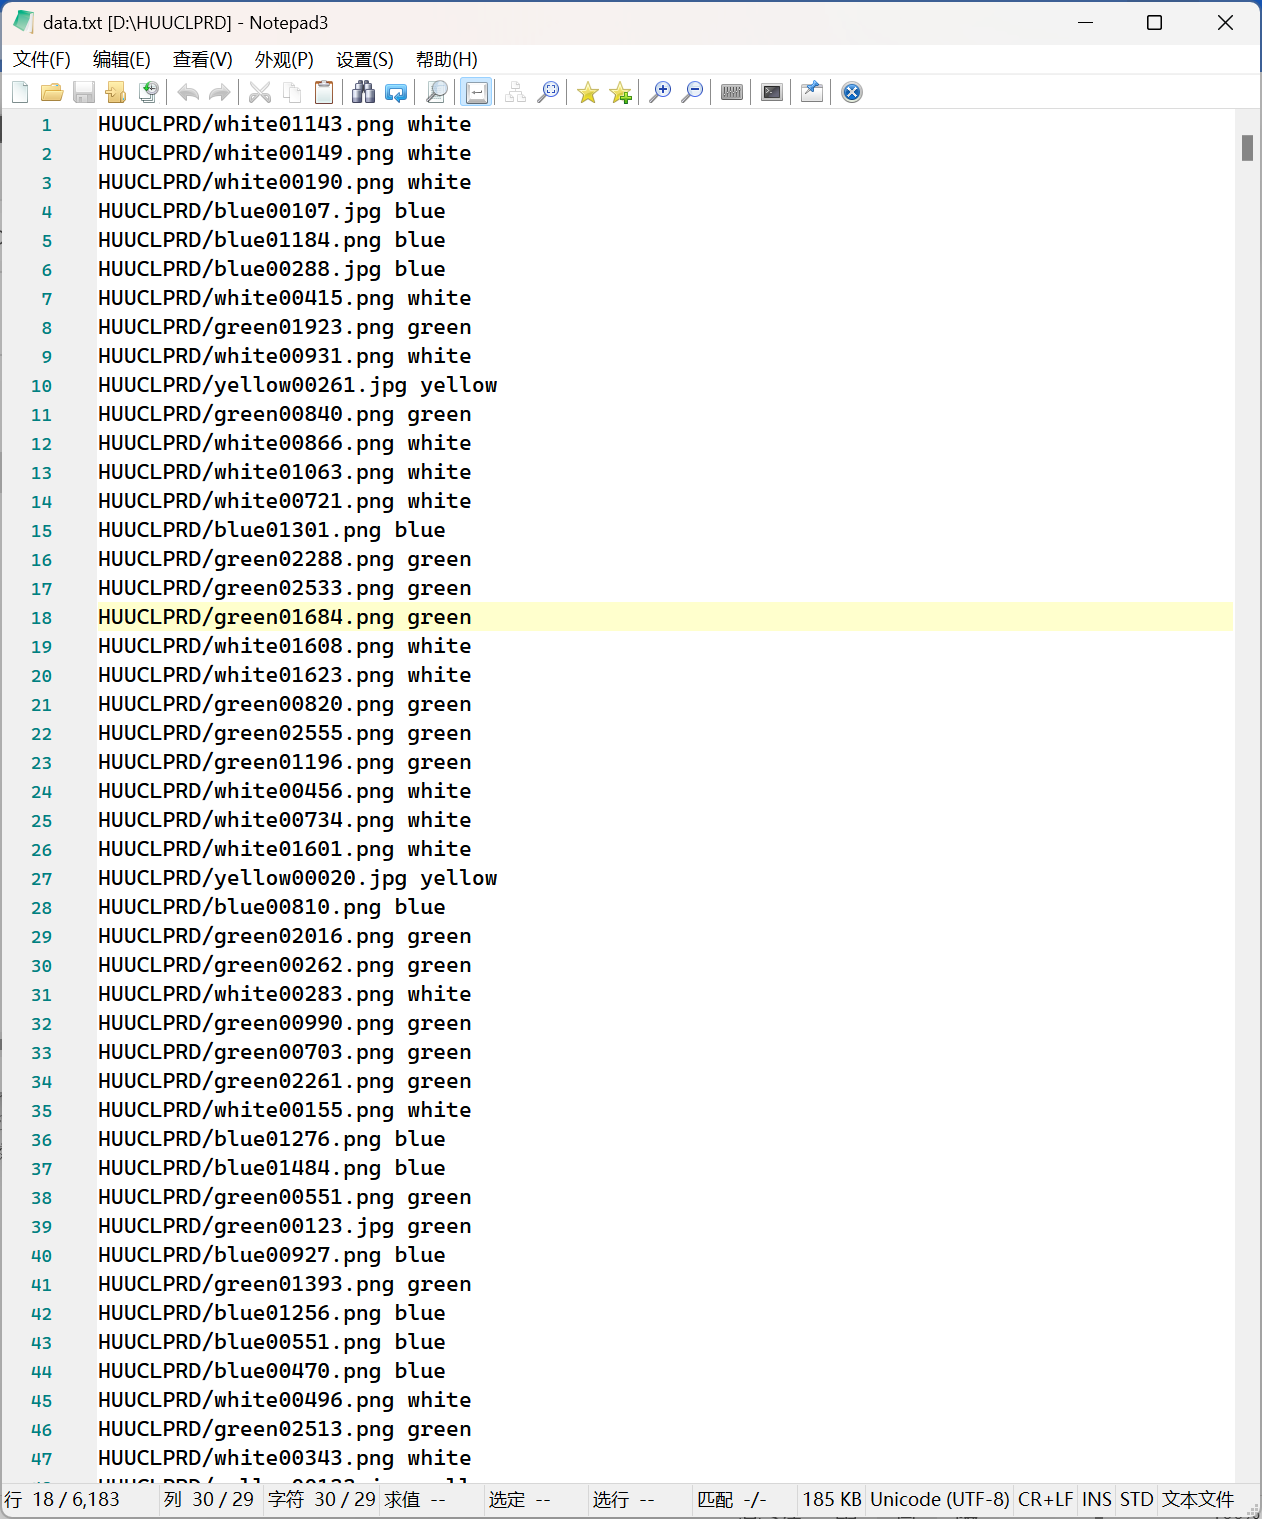 data.txt [D:\HUUCLPRD] - Notepad3
文件(F) 编辑(E) 查看(V) 外观(P) 设置(S) 帮助(H)
1 HUUCLPRD/white01143.png white
2 HUUCLPRD/white00149.png white
3 HUUCLPRD/white00190.png white
4 HUUCLPRD/blue00107.jpg blue
5 HUUCLPRD/blue01184.png blue
6 HUUCLPRD/blue00288.jpg blue
7 HUUCLPRD/white00415.png white
8 HUUCLPRD/green01923.png green
9 HUUCLPRD/white00931.png white
10 HUUCLPRD/yellow00261.jpg yellow
11 HUUCLPRD/green00840.png green
12 HUUCLPRD/white00866.png white
13 HUUCLPRD/white01063.png white
14 HUUCLPRD/white00721.png white
15 HUUCLPRD/blue01301.png blue
16 HUUCLPRD/green02288.png green
17 HUUCLPRD/green02533.png green
18 HUUCLPRD/green01684.png green
19 HUUCLPRD/white01608.png white
20 HUUCLPRD/white01623.png white
21 HUUCLPRD/green00820.png green
22 HUUCLPRD/green02555.png green
23 HUUCLPRD/green01196.png green
24 HUUCLPRD/white00456.png white
25 HUUCLPRD/white00734.png white
26 HUUCLPRD/white01601.png white
27 HUUCLPRD/yellow00020.jpg yellow
28 HUUCLPRD/blue00810.png blue
29 HUUCLPRD/green02016.png green
30 HUUCLPRD/green00262.png green
31 HUUCLPRD/white00283.png white
32 HUUCLPRD/green00990.png green
33 HUUCLPRD/green00703.png green
34 HUUCLPRD/green02261.png green
35 HUUCLPRD/white00155.png white
36 HUUCLPRD/blue01276.png blue
37 HUUCLPRD/blue01484.png blue
38 HUUCLPRD/green00551.png green
39 HUUCLPRD/green00123.jpg green
40 HUUCLPRD/blue00927.png blue
41 HUUCLPRD/green01393.png green
42 HUUCLPRD/blue01256.png blue
43 HUUCLPRD/blue00551.png blue
44 HUUCLPRD/blue00470.png blue
45 HUUCLPRD/white00496.png white
46 HUUCLPRD/green02513.png green
47 HUUCLPRD/white00343.png white
行 18 / 6,183 列 30 / 29 字符 30 / 29 求值 -- 选定 -- 选行 -- 匹配 -/- 185 KB Unicode (UTF-8) CR+LF INS STD 文本文件